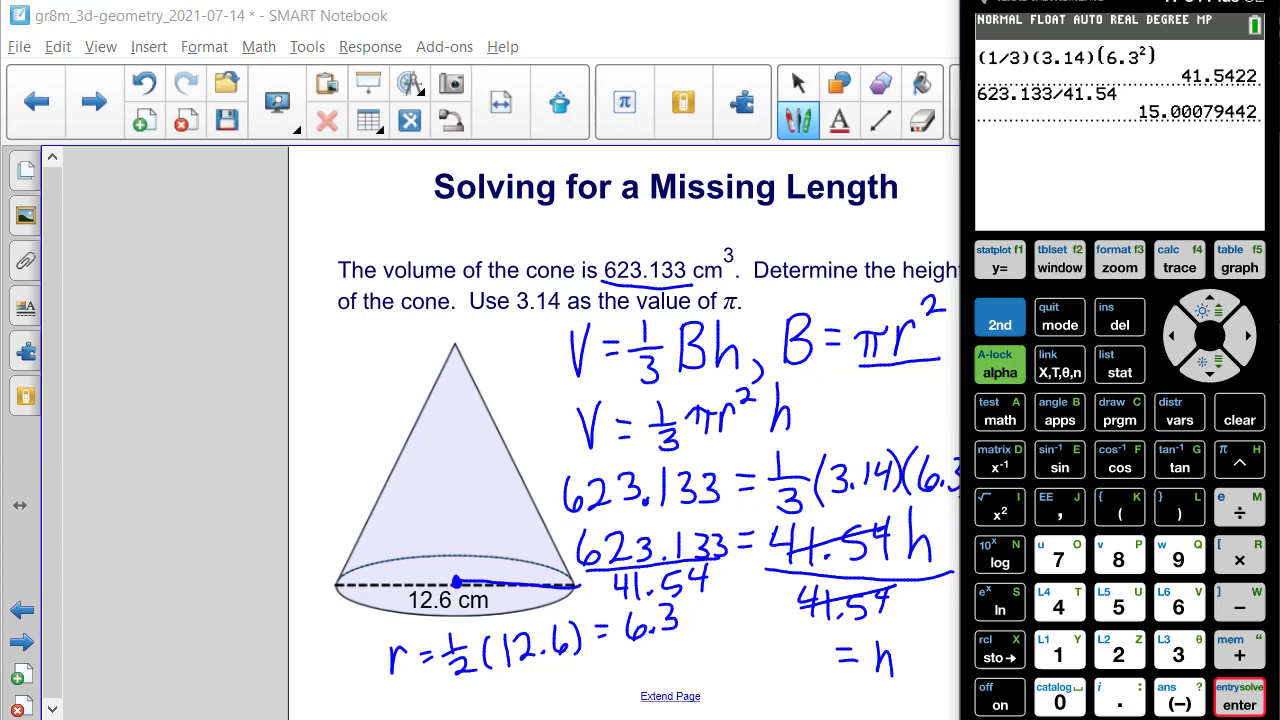 gr8m_3d-geometry_2021-07-14 * - SMART Notebook
File Edit View Insert Format Math Tools Response Add-ons Help
Solving for a Missing Length
The volume of the cone is 623.133 cm³. Determine the height
of the cone. Use 3.14 as the value of π.
V = 1/3 Bh, B = πr²
V = 1/3 πr² h
623.133 = 1/3 (3.14)(6.3
623.133 = 41.54 h
41.54 41.54
12.6 cm
r = 1/2 (12.6) = 6.3
= h
Extend Page
NORMAL FLOAT AUTO REAL DEGREE MP
(1/3)(3.14)(6.3²)
41.5422
623.133/41.54
15.00079442
statplot f1 tblset f2 format f3 calc f4 table f5
y= window zoom trace graph
quit ins
2nd mode del
A-lock link list
alpha X,T,θ,n stat
test A angle B draw C distr
math apps prgm vars clear
matrix D sin⁻¹ E cos⁻¹ F tan⁻¹ G π H
x⁻¹ sin cos tan ^
√ I EE J { K } L e M
x² , ( ) ÷
10ˣ N u O v P w Q [ R
log 7 8 9 ×
eˣ S L4 T L5 U L6 V ] W
ln 4 5 6 −
rcl X L1 Y L2 Z L3 θ mem "
sto→ 1 2 3 +
off catalog i : ans ? entry solve
on 0 . (−) enter